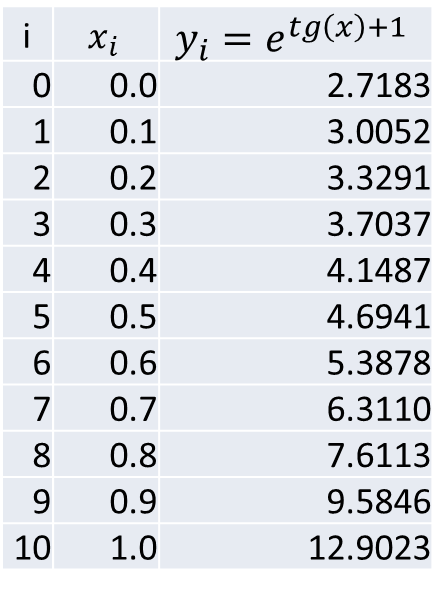 i xᵢ yᵢ = e^{tg(x)+1}
0 0.0 2.7183
1 0.1 3.0052
2 0.2 3.3291
3 0.3 3.7037
4 0.4 4.1487
5 0.5 4.6941
6 0.6 5.3878
7 0.7 6.3110
8 0.8 7.6113
9 0.9 9.5846
10 1.0 12.9023